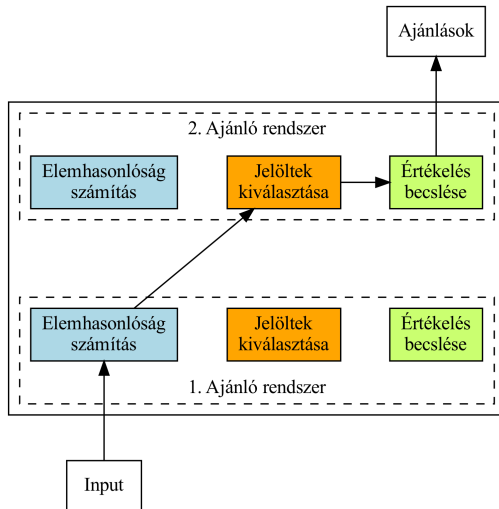 Ajánlások
2. Ajánló rendszer
Elemhasonlóság
számítás
Jelöltek
kiválasztása
Értékelés
becslése
Elemhasonlóság
számítás
Jelöltek
kiválasztása
Értékelés
becslése
1. Ajánló rendszer
Input